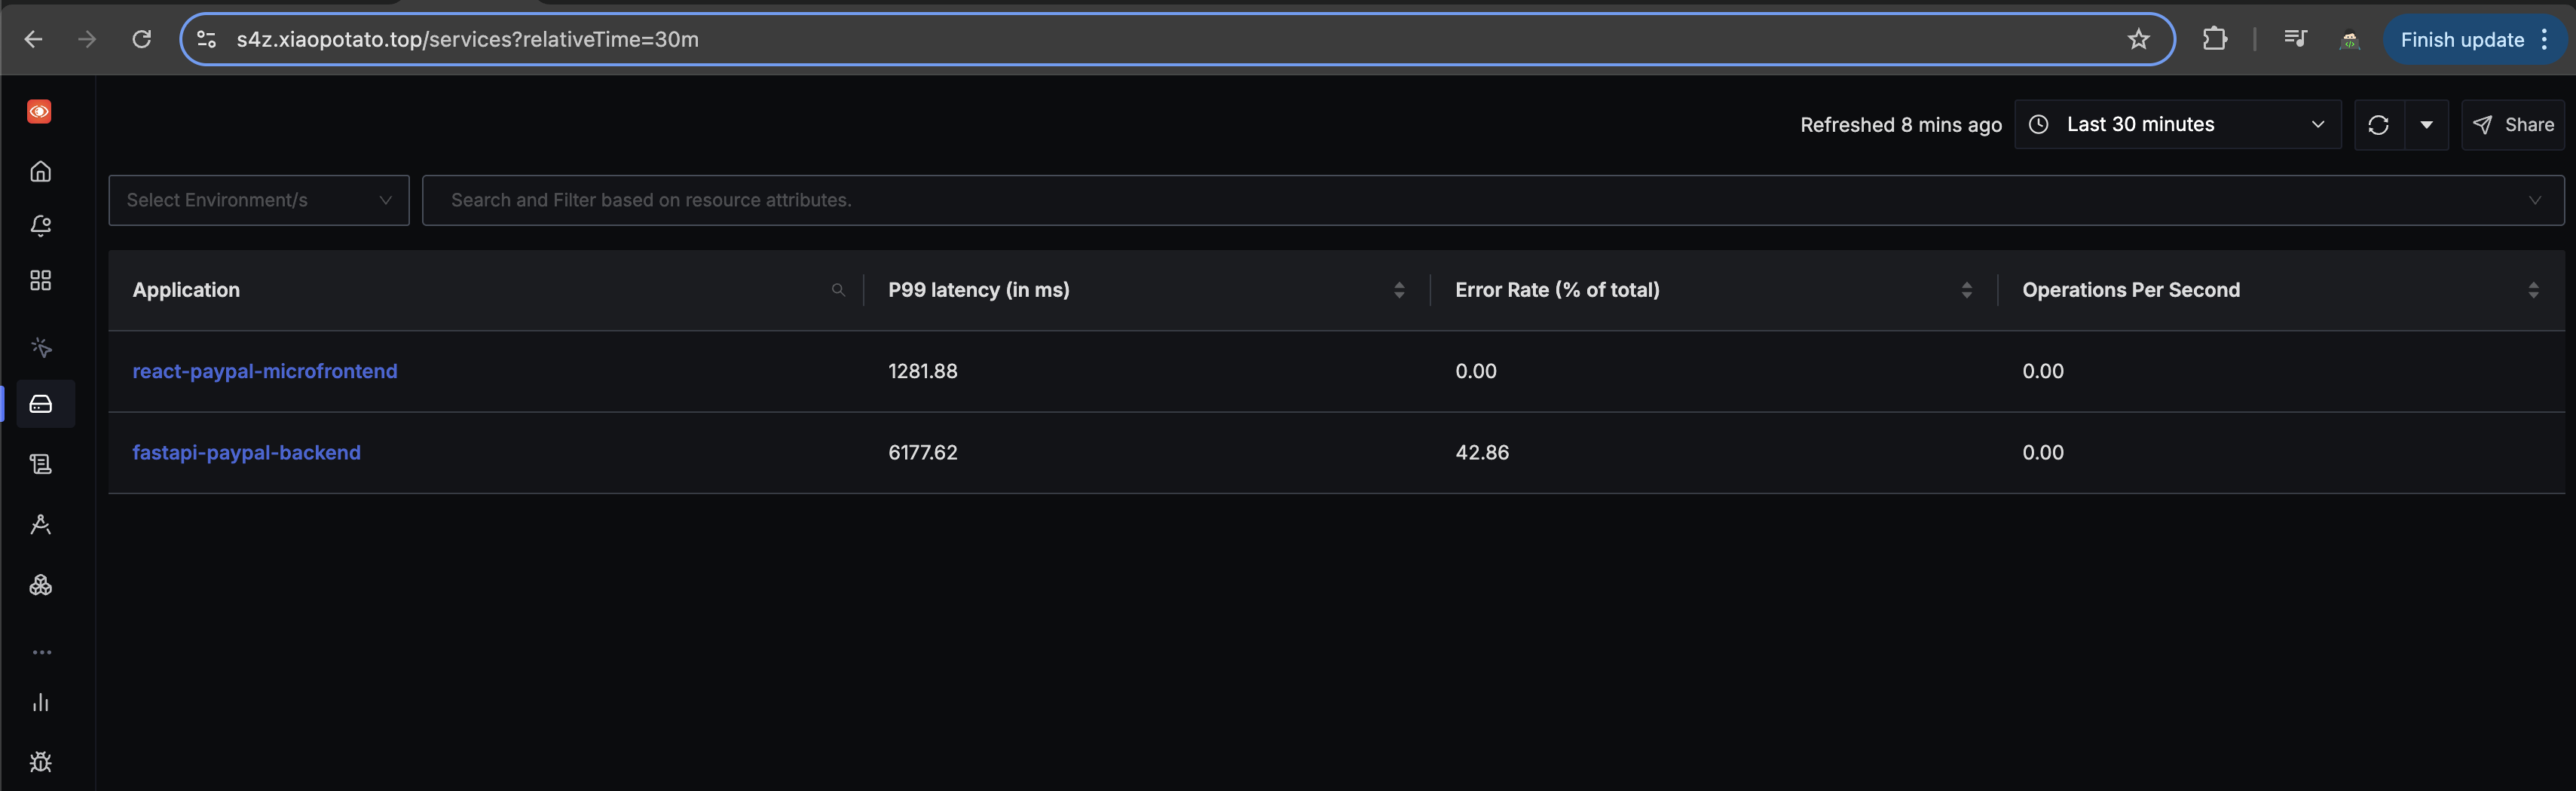 s4z.xiaopotato.top/services?relativeTime=30m
Finish update
Refreshed 8 mins ago
Last 30 minutes
Share
Select Environment/s
Search and Filter based on resource attributes.
Application P99 latency (in ms) Error Rate (% of total) Operations Per Second
react-paypal-microfrontend 1281.88 0.00 0.00
fastapi-paypal-backend 6177.62 42.86 0.00